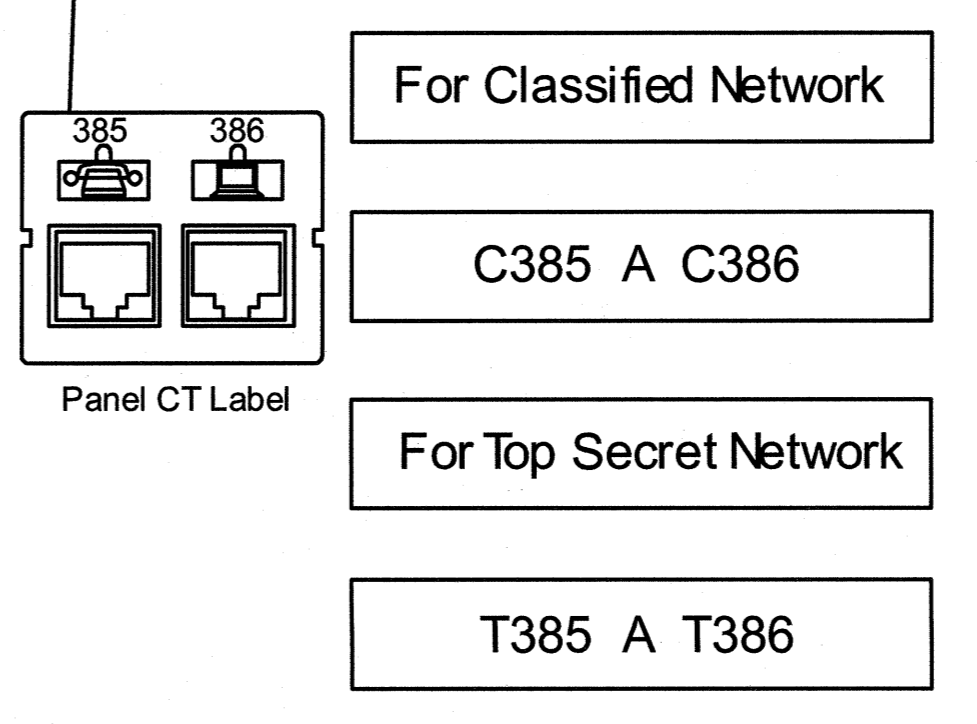 385 386
Panel CT Label
For Classified Network
C385 A C386
For Top Secret Network
T385 A T386